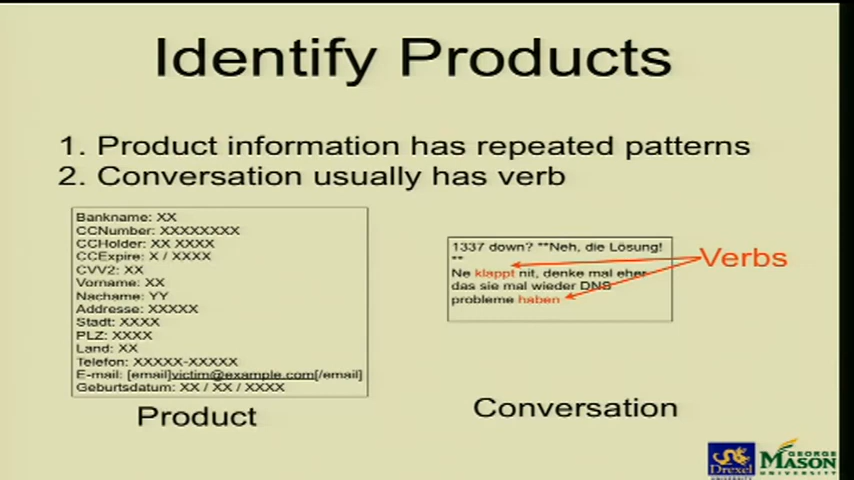 Identify Products
1. Product information has repeated patterns
2. Conversation usually has verb
Bankname: XX
CCNumber: XXXXXXXX
CCHolder: XX XXXX
CCExpire: X / XXXX
CVV2: XX
Vorname: XX
Nachame: YY
Addresse: XXXXX
Stadt: XXXX
PLZ: XXXX
Land: XX
Telefon: XXXXX-XXXXX
E-mail: [email]victim@example.com[/email]
Geburtsdatum: XX / XX / XXXX
Product
1337 down? **Neh, die Lösung!
**
Ne klappt nit, denke mal eher
das sie mal wieder DNS
probleme haben
Verbs
Conversation
Drexel
UNIVERSITY
GEORGE
MASON
UNIVERSITY